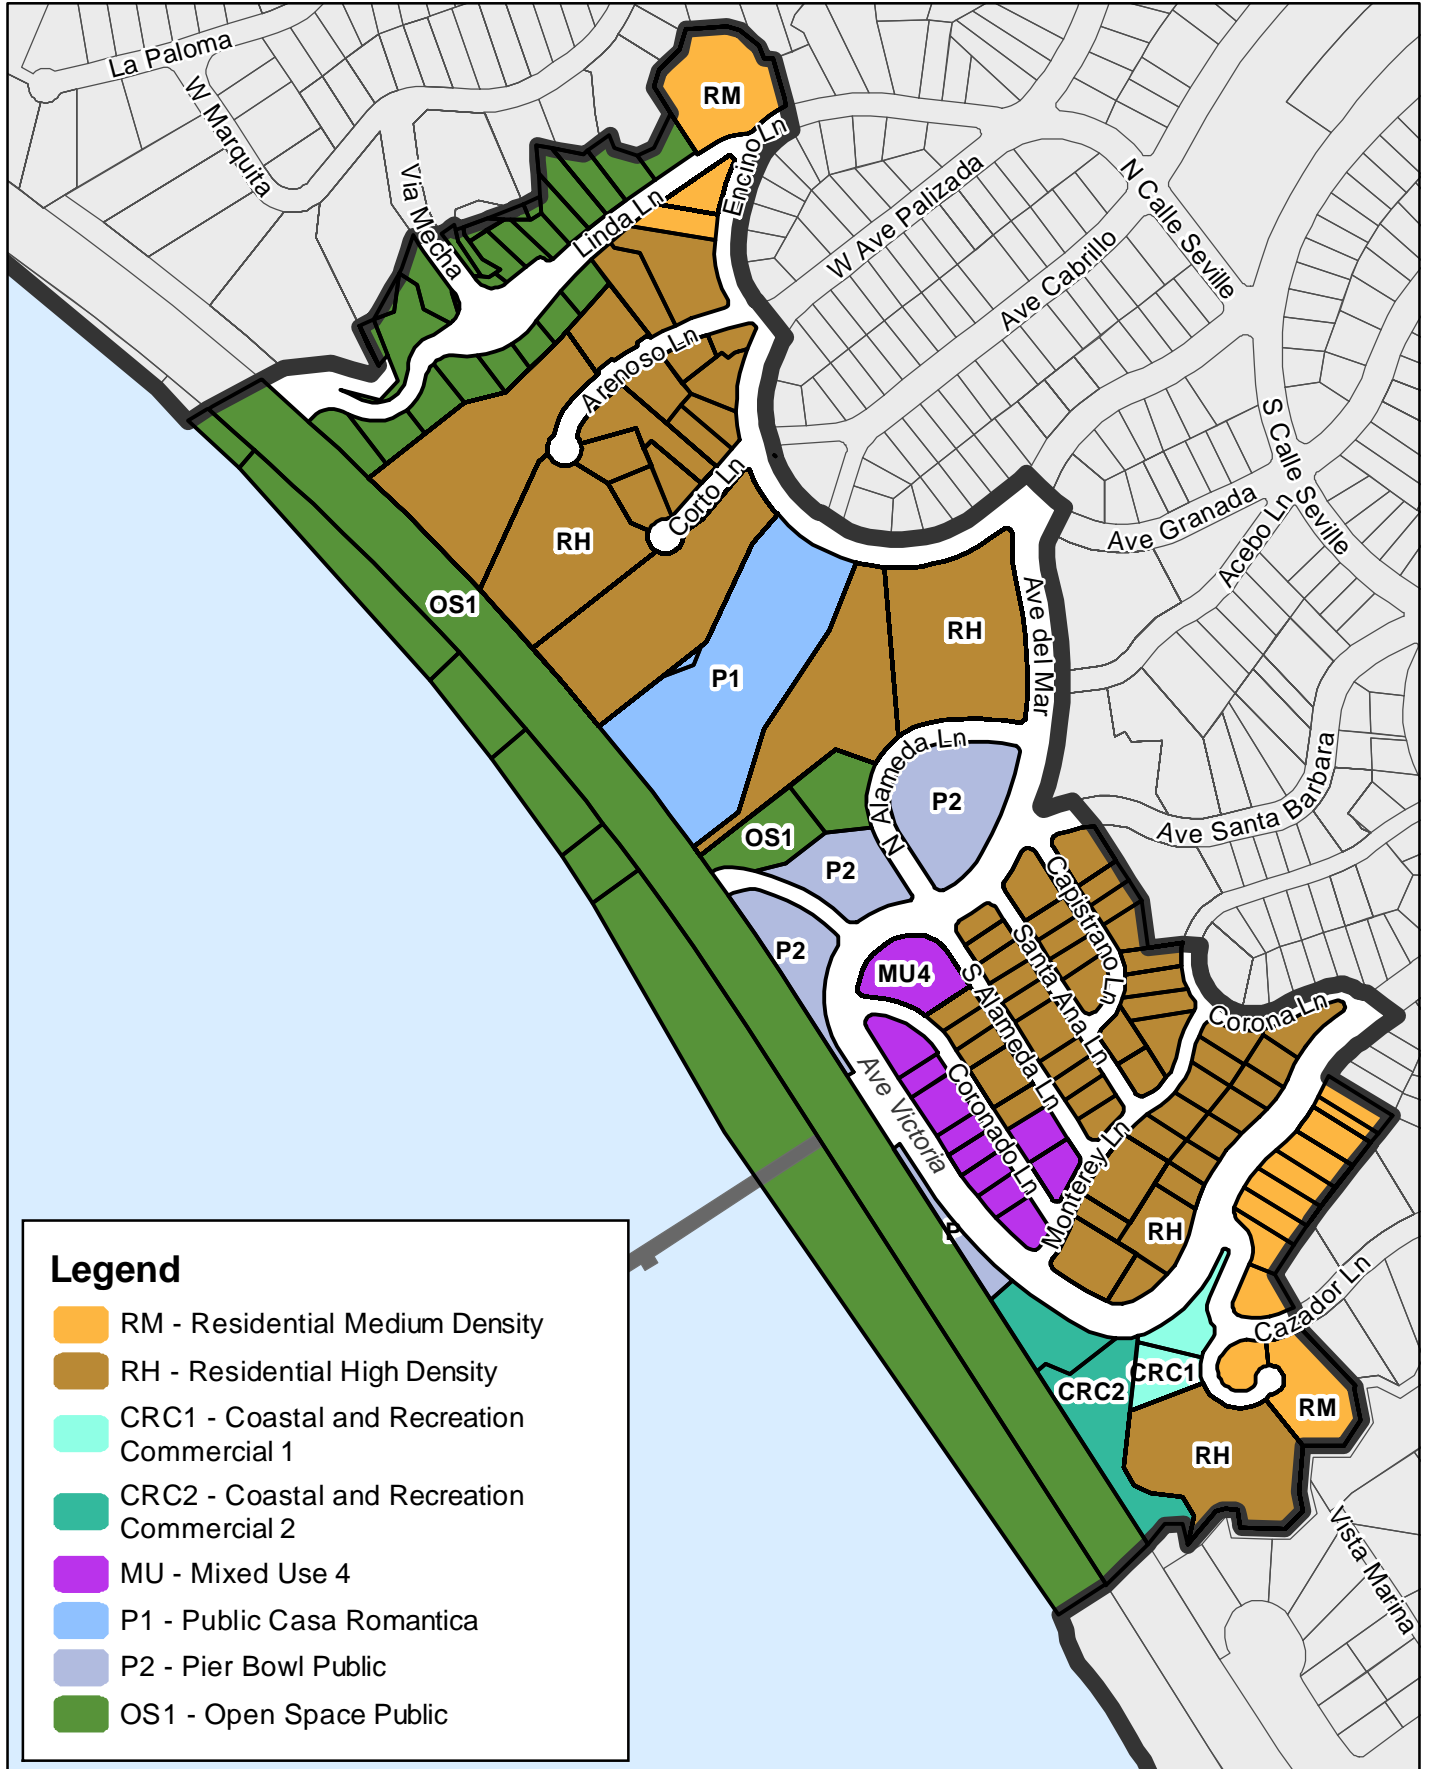 La Paloma
W Marquita
Via Mecha
RM
Encino Ln
Linda Ln
W Ave Palizada
N Calle Seville
Ave Cabrillo
Arenoso Ln
Corto Ln
S Calle Seville
Ave Granada
Acebo Ln
RH
OS1
RH
Ave del Mar
P1
N Alameda Ln
P2
Ave Santa Barbara
OS1
P2
P2
MU4
Capistrano Ln
Santa Ana Ln
S Alameda Ln
Corona Ln
Ave Victoria
Coronado Ln
Monterey Ln
P
RH
Cazador Ln
CRC1
CRC2
RM
RH
Vista Marina
Legend
RM - Residential Medium Density
RH - Residential High Density
CRC1 - Coastal and Recreation
Commercial 1
CRC2 - Coastal and Recreation
Commercial 2
MU - Mixed Use 4
P1 - Public Casa Romantica
P2 - Pier Bowl Public
OS1 - Open Space Public